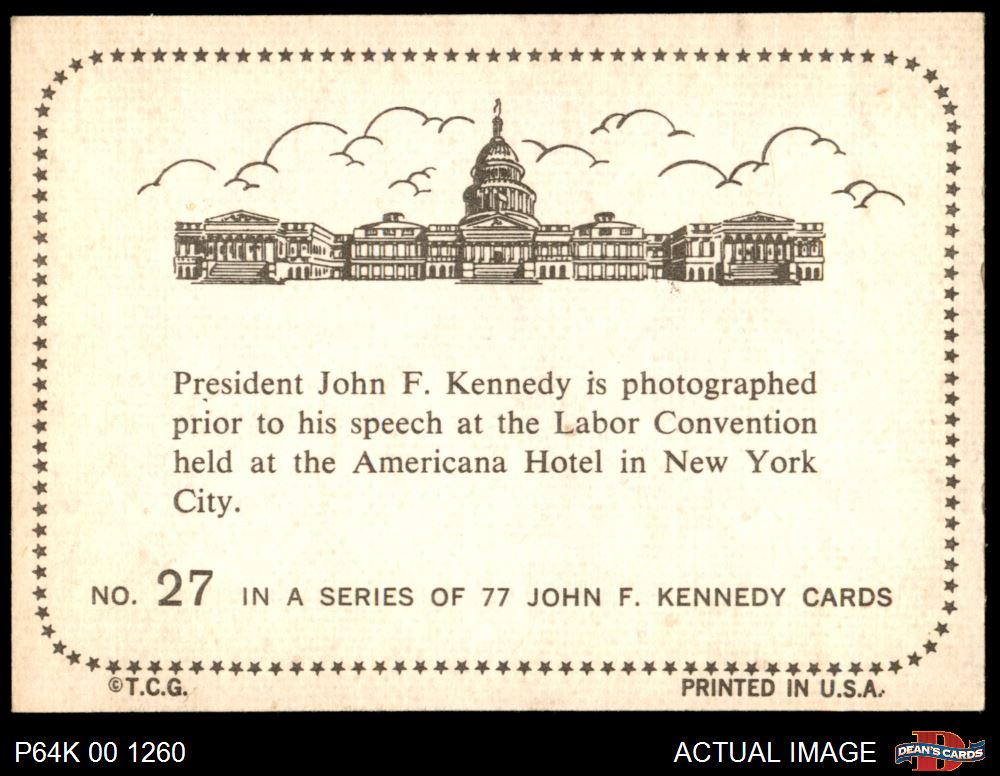 President John F. Kennedy is photographed
prior to his speech at the Labor Convention
held at the Americana Hotel in New York
City.
NO. 27 IN A SERIES OF 77 JOHN F. KENNEDY CARDS
©T.C.G. PRINTED IN U.S.A.
P64K 00 1260 ACTUAL IMAGE DEAN'S CARDS